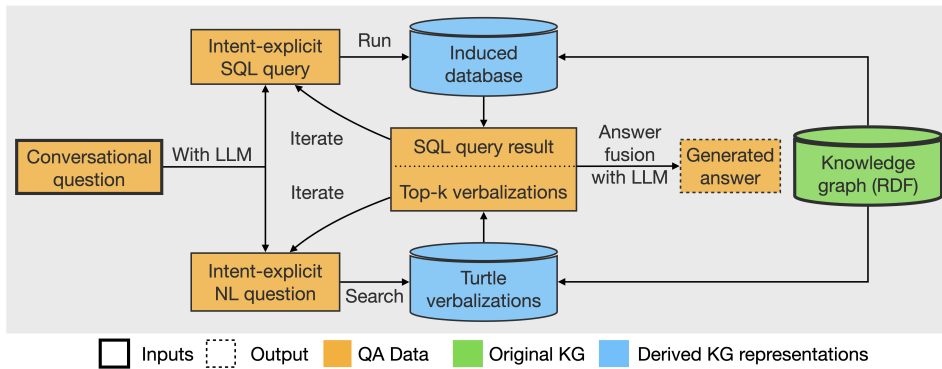 Intent-explicit
SQL query
Run
Induced
database
Iterate
Conversational
question
With LLM
SQL query result
Top-k verbalizations
Answer
fusion
with LLM
Generated
answer
Knowledge
graph (RDF)
Iterate
Intent-explicit
NL question
Search
Turtle
verbalizations
Inputs
Output
QA Data
Original KG
Derived KG representations